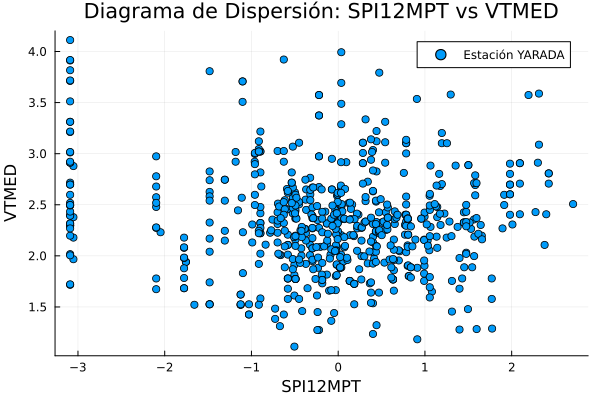 Diagrama de Dispersión: SPI12MPT vs VTMED
Estación YARADA
VTMED
4.0
3.5
3.0
2.5
2.0
1.5
−3 −2 −1 0 1 2
SPI12MPT